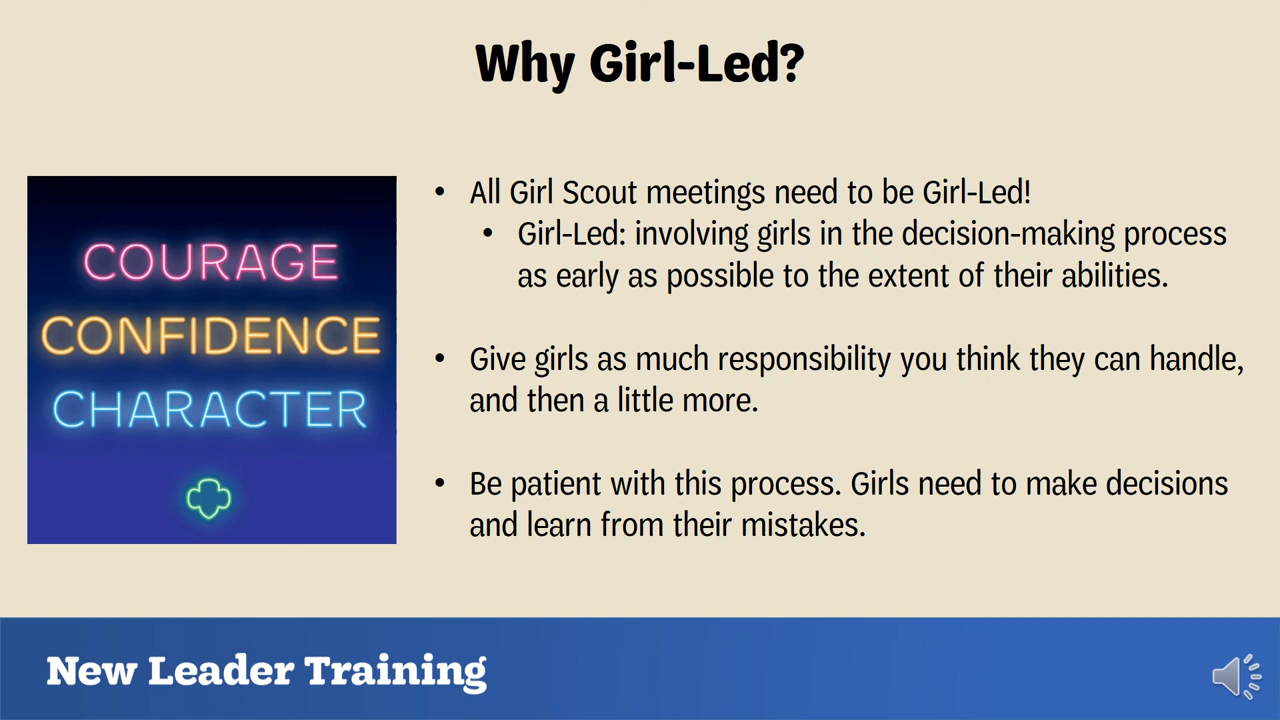 Why Girl-Led?
COURAGE
CONFIDENCE
CHARACTER
• All Girl Scout meetings need to be Girl-Led!
• Girl-Led: involving girls in the decision-making process
as early as possible to the extent of their abilities.
• Give girls as much responsibility you think they can handle,
and then a little more.
• Be patient with this process. Girls need to make decisions
and learn from their mistakes.
New Leader Training